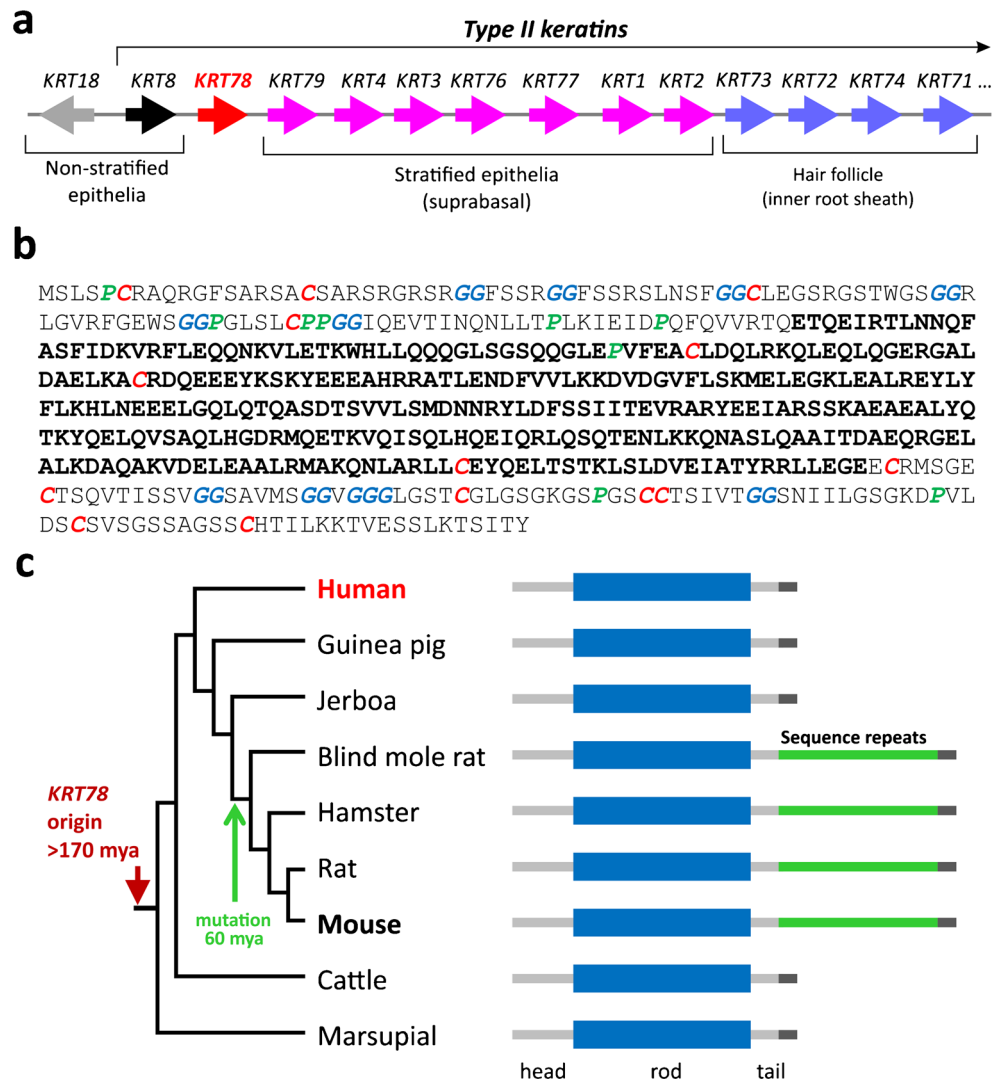 a
Type II keratins
KRT18 KRT8 KRT78 KRT79 KRT4 KRT3 KRT76 KRT77 KRT1 KRT2 KRT73 KRT72 KRT74 KRT71 ...
Non-stratified
epithelia
Stratified epithelia
(suprabasal)
Hair follicle
(inner root sheath)
b
MSLSPCRAQRGFSARSACSARSRGRSRGGFSSRGGFSSRSLNSFGGCLEGSRGSTWGSGGR
LGVRFGEWSGGPGLSLCPPGGIQEVTINQNLLTPLKIEIDPQFQVVRTQETQEIRTLNNQF
ASFIDKVRFLEQQNKVLETKWHLLQQQGLSGSQQGLEPVFEACLDQLRKQLEQLQGERGAL
DAELKACRDQEEEYKSKYEEEAHRRATLENDFVVLKKDVDGVFLSKMELEGKLEALREYLY
FLKHLNEEELGQLQTQASDTSVVLSMDNNRYLDFSSIITEVRARYEEIARSSKAEAEALYQ
TKYQELQVSAQLHGDRMQETKVQISQLHQEIQRLQSQTENLKKQNASLQAAITDAEQRGEL
ALKDAQAKVDELEAALRMAKQNLARLLCEYQELTSTKLSLDVEIATYRRLLEGEECRMSGE
CTSQVTISSVGGSAVMSGGVGGGLGSTCGLGSGKGSPGSCCTSIVTGGSNIILGSGKDPVL
DSCSVSGSSAGSSCHTILKKTVESSLKTSITY
c
Human
Guinea pig
Jerboa
Sequence repeats
Blind mole rat
KRT78
origin
>170 mya
Hamster
Rat
mutation
60 mya
Mouse
Cattle
Marsupial
head rod tail